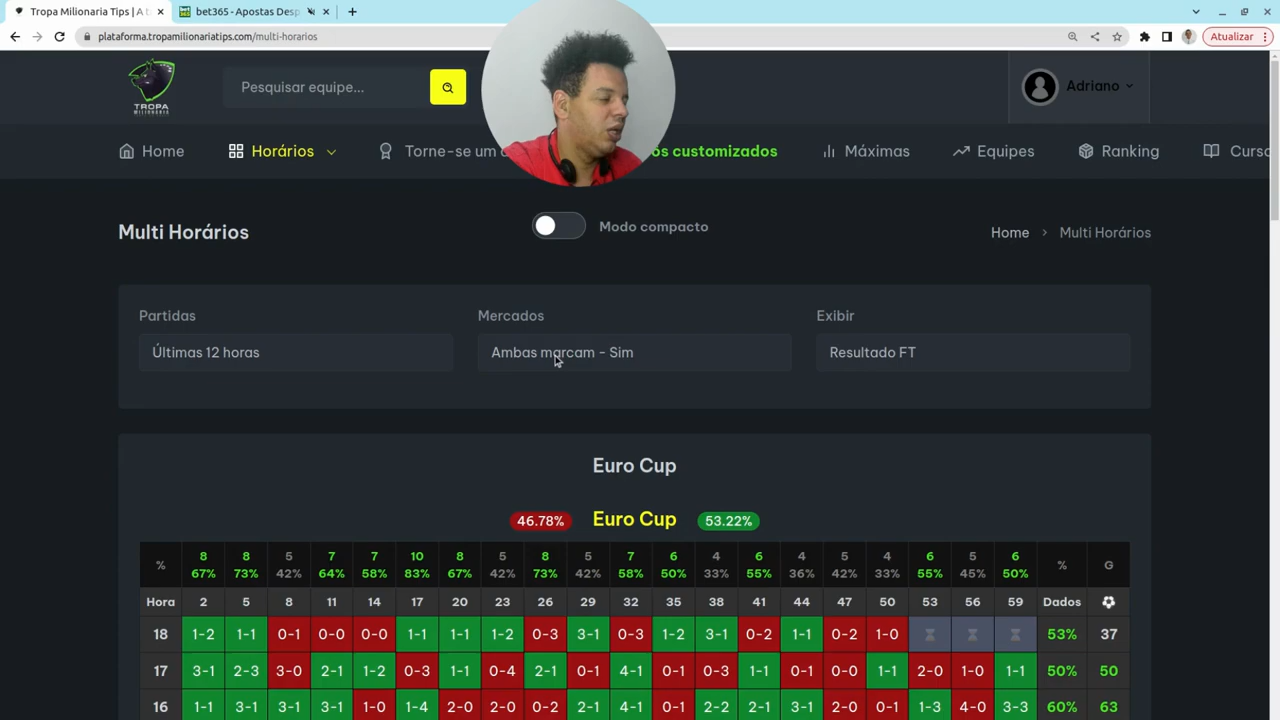 Tropa Milionaria Tips | A t
bet365 - Apostas Desp
plataforma.tropamilionariatips.com/multi-horarios
Atualizar
TROPA
MILIONÁRIA
Pesquisar equipe...
Adriano
Home
Horários
Torne-se um
os customizados
Máximas
Equipes
Ranking
Curso
Multi Horários
Modo compacto
Home > Multi Horários
Partidas Mercados Exibir
Últimas 12 horas Ambas marcam - Sim Resultado FT
Euro Cup
46.78% Euro Cup 53.22%
% 8 8 5 7 7 10 8 5 8 5 7 6 4 6 4 5 4 6 5 6 % G
67% 73% 42% 64% 58% 83% 67% 42% 73% 42% 58% 50% 33% 55% 36% 42% 33% 55% 45% 50%
Hora 2 5 8 11 14 17 20 23 26 29 32 35 38 41 44 47 50 53 56 59 Dados
18 1-2 1-1 0-1 0-0 0-0 1-1 1-1 1-2 0-3 3-1 0-3 1-2 3-1 0-2 1-1 0-2 1-0 53% 37
17 3-1 2-3 3-0 2-1 1-2 0-3 1-1 0-4 2-1 0-1 4-1 0-1 0-3 1-1 0-1 0-0 1-1 2-0 1-0 1-1 50% 50
16 1-1 3-1 3-1 3-1 1-0 1-4 2-0 2-0 0-2 2-1 4-1 0-1 2-2 2-1 3-1 2-0 0-1 1-3 4-0 3-3 60% 63